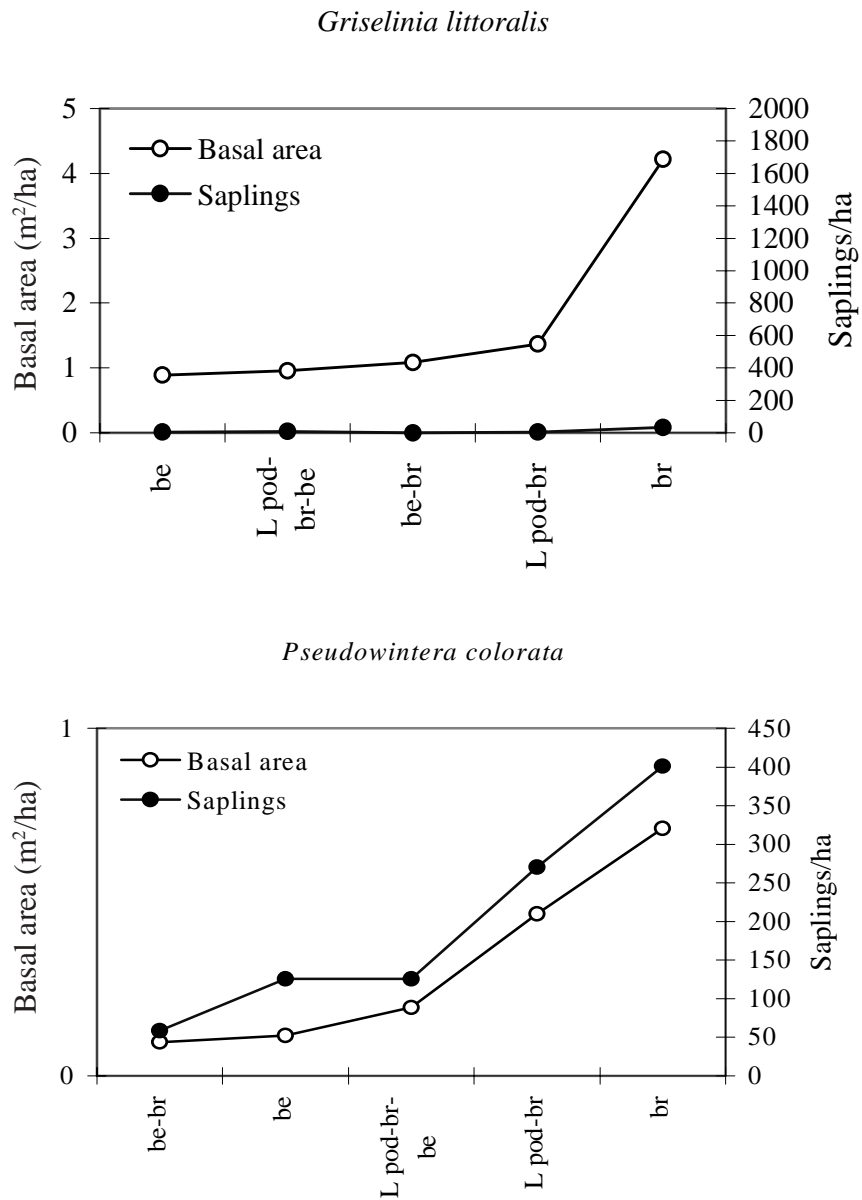 Griselinia littoralis
5
4
3
2
1
0
Basal area (m²/ha)
Basal area
Saplings
2000
1800
1600
1400
1200
1000
800
600
400
200
0
Saplings/ha
be
L pod-
br-be
be-br
L pod-br
br
Pseudowintera colorata
1
0
Basal area (m²/ha)
Basal area
Saplings
450
400
350
300
250
200
150
100
50
0
Saplings/ha
be-br
be
L pod-br-
be
L pod-br
br